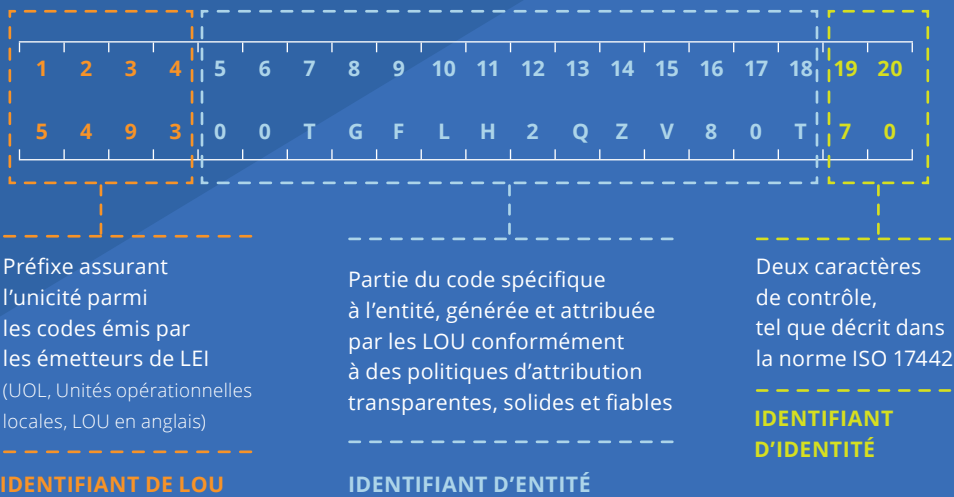 1 2 3 4 5 6 7 8 9 10 11 12 13 14 15 16 17 18 19 20
5 4 9 3 0 0 T G F L H 2 Q Z V 8 0 T 7 0
Préfixe assurant
l'unicité parmi
les codes émis par
les émetteurs de LEI
(UOL, Unités opérationnelles
locales, LOU en anglais)
IDENTIFIANT DE LOU
Partie du code spécifique
à l'entité, générée et attribuée
par les LOU conformément
à des politiques d'attribution
transparentes, solides et fiables
IDENTIFIANT D'ENTITÉ
Deux caractères
de contrôle,
tel que décrit dans
la norme ISO 17442
IDENTIFIANT
D'IDENTITÉ